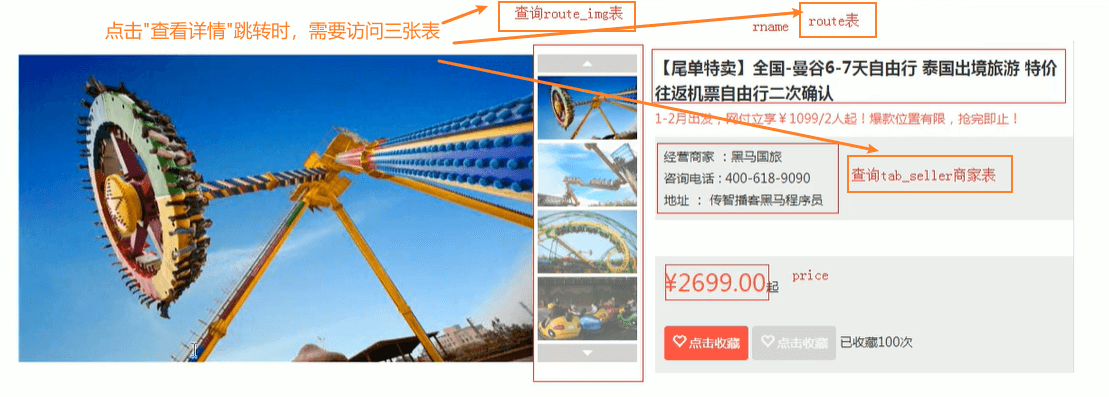 查询route_img表
点击"查看详情"跳转时，需要访问三张表
rname
route表
【尾单特卖】全国-曼谷6-7天自由行 泰国出境旅游 特价
往返机票自由行二次确认
1-2月出发，网付立享￥1099/2人起！爆款位置有限，抢完即止！
经营商家 ：黑马国旅
咨询电话 : 400-618-9090
地址 ： 传智播客黑马程序员
查询tab_seller商家表
¥2699.00起
price
点击收藏
点击收藏
已收藏100次